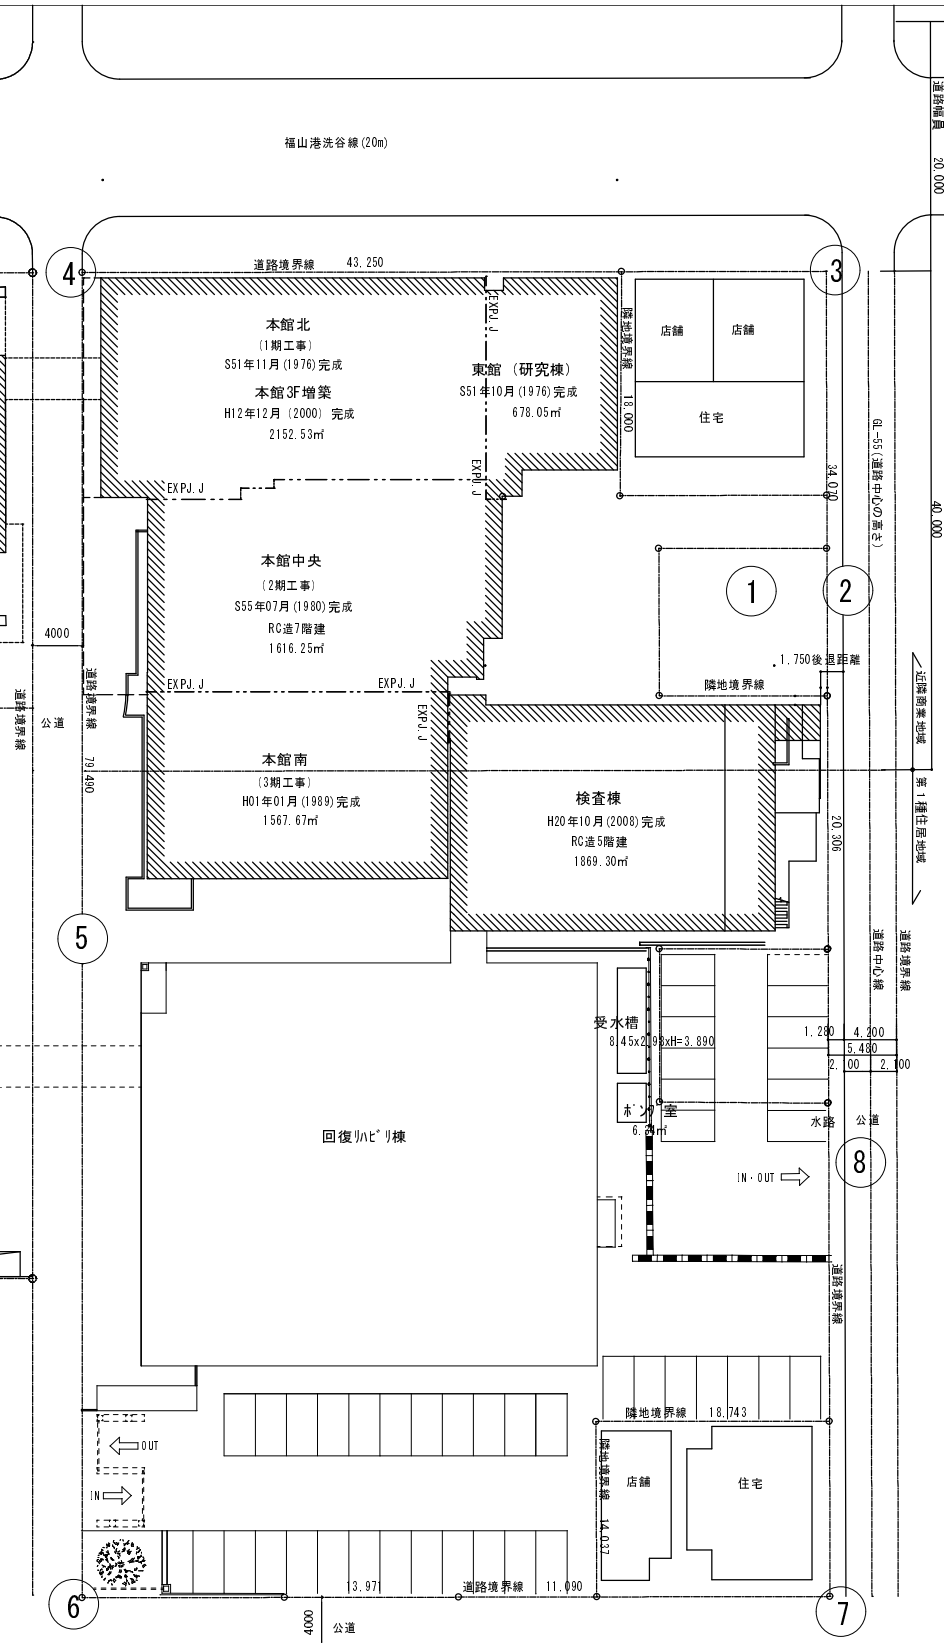 道路幅員 20.000
福山港洗谷線(20m)
4
道路境界線 43.250
3
本館北
(1期工事)
S51年11月(1976)完成
本館3F増築
H12年12月(2000) 完成
2152.53㎡
EXPJ.J
東館 (研究棟)
S51年10月(1976)完成
678.05㎡
隣地境界線 18.000
店舗
店舗
住宅
34.070
GL-55(道路中心の高さ)
40.000
EXPJ.J
EXPJ.J
本館中央
(2期工事)
S55年07月(1980)完成
RC造7階建
1616.25㎡
1
2
4000
1.750後退距離
隣地境界線
EXPJ.J
EXPJ.J
EXPJ.J
道路境界線
公道
道路境界線
79.490
近隣商業地域
第1種住居地域
本館南
(3期工事)
H01年01月(1989)完成
1567.67㎡
検査棟
H20年10月(2008)完成
RC造5階建
1869.30㎡
20.306
5
道路中心線
道路境界線
受水槽
1.280
4.200
5.480
2.100
ポンプ室
水路
公道
回復リハビリ棟
8
IN・OUT
道路境界線
隣地境界線 18.743
OUT
IN
隣地境界線 14.037
店舗
住宅
6
13.971
道路境界線
11.090
7
4000
公道